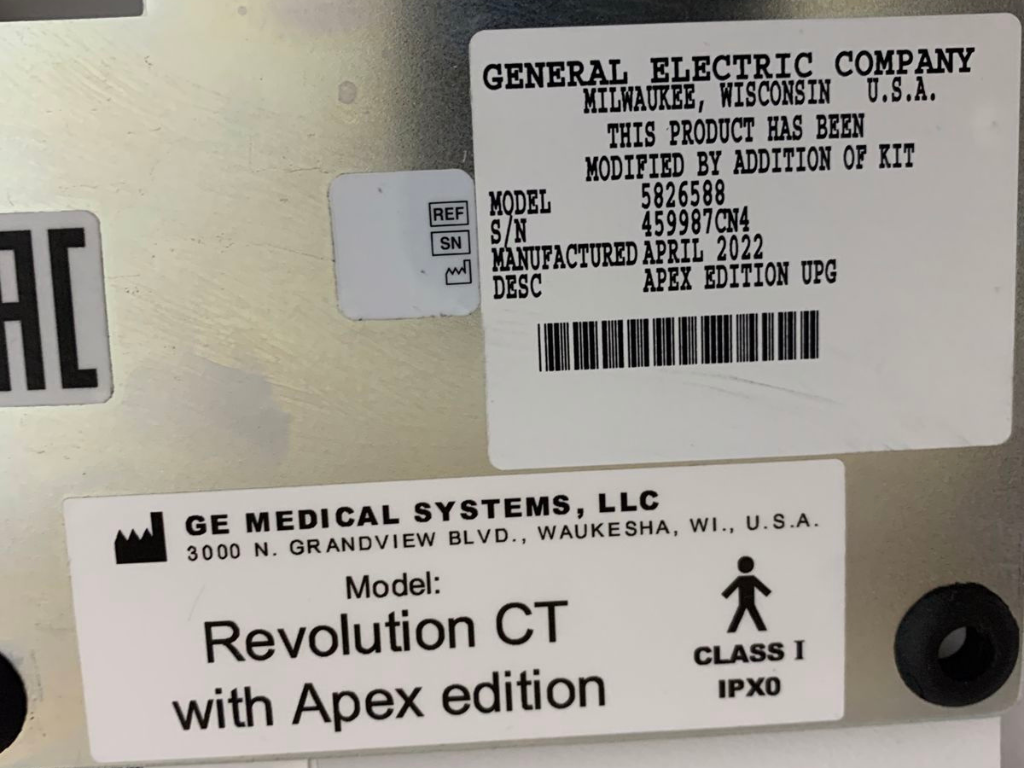 GENERAL ELECTRIC COMPANY
MILWAUKEE, WISCONSIN U.S.A.
THIS PRODUCT HAS BEEN
MODIFIED BY ADDITION OF KIT
MODEL 5826588
S/N 459987CN4
MANUFACTURED APRIL 2022
DESC APEX EDITION UPG
REF
SN
GE MEDICAL SYSTEMS, LLC
3000 N. GRANDVIEW BLVD., WAUKESHA, WI., U.S.A.
Model:
Revolution CT
with Apex edition
CLASS I
IPX0